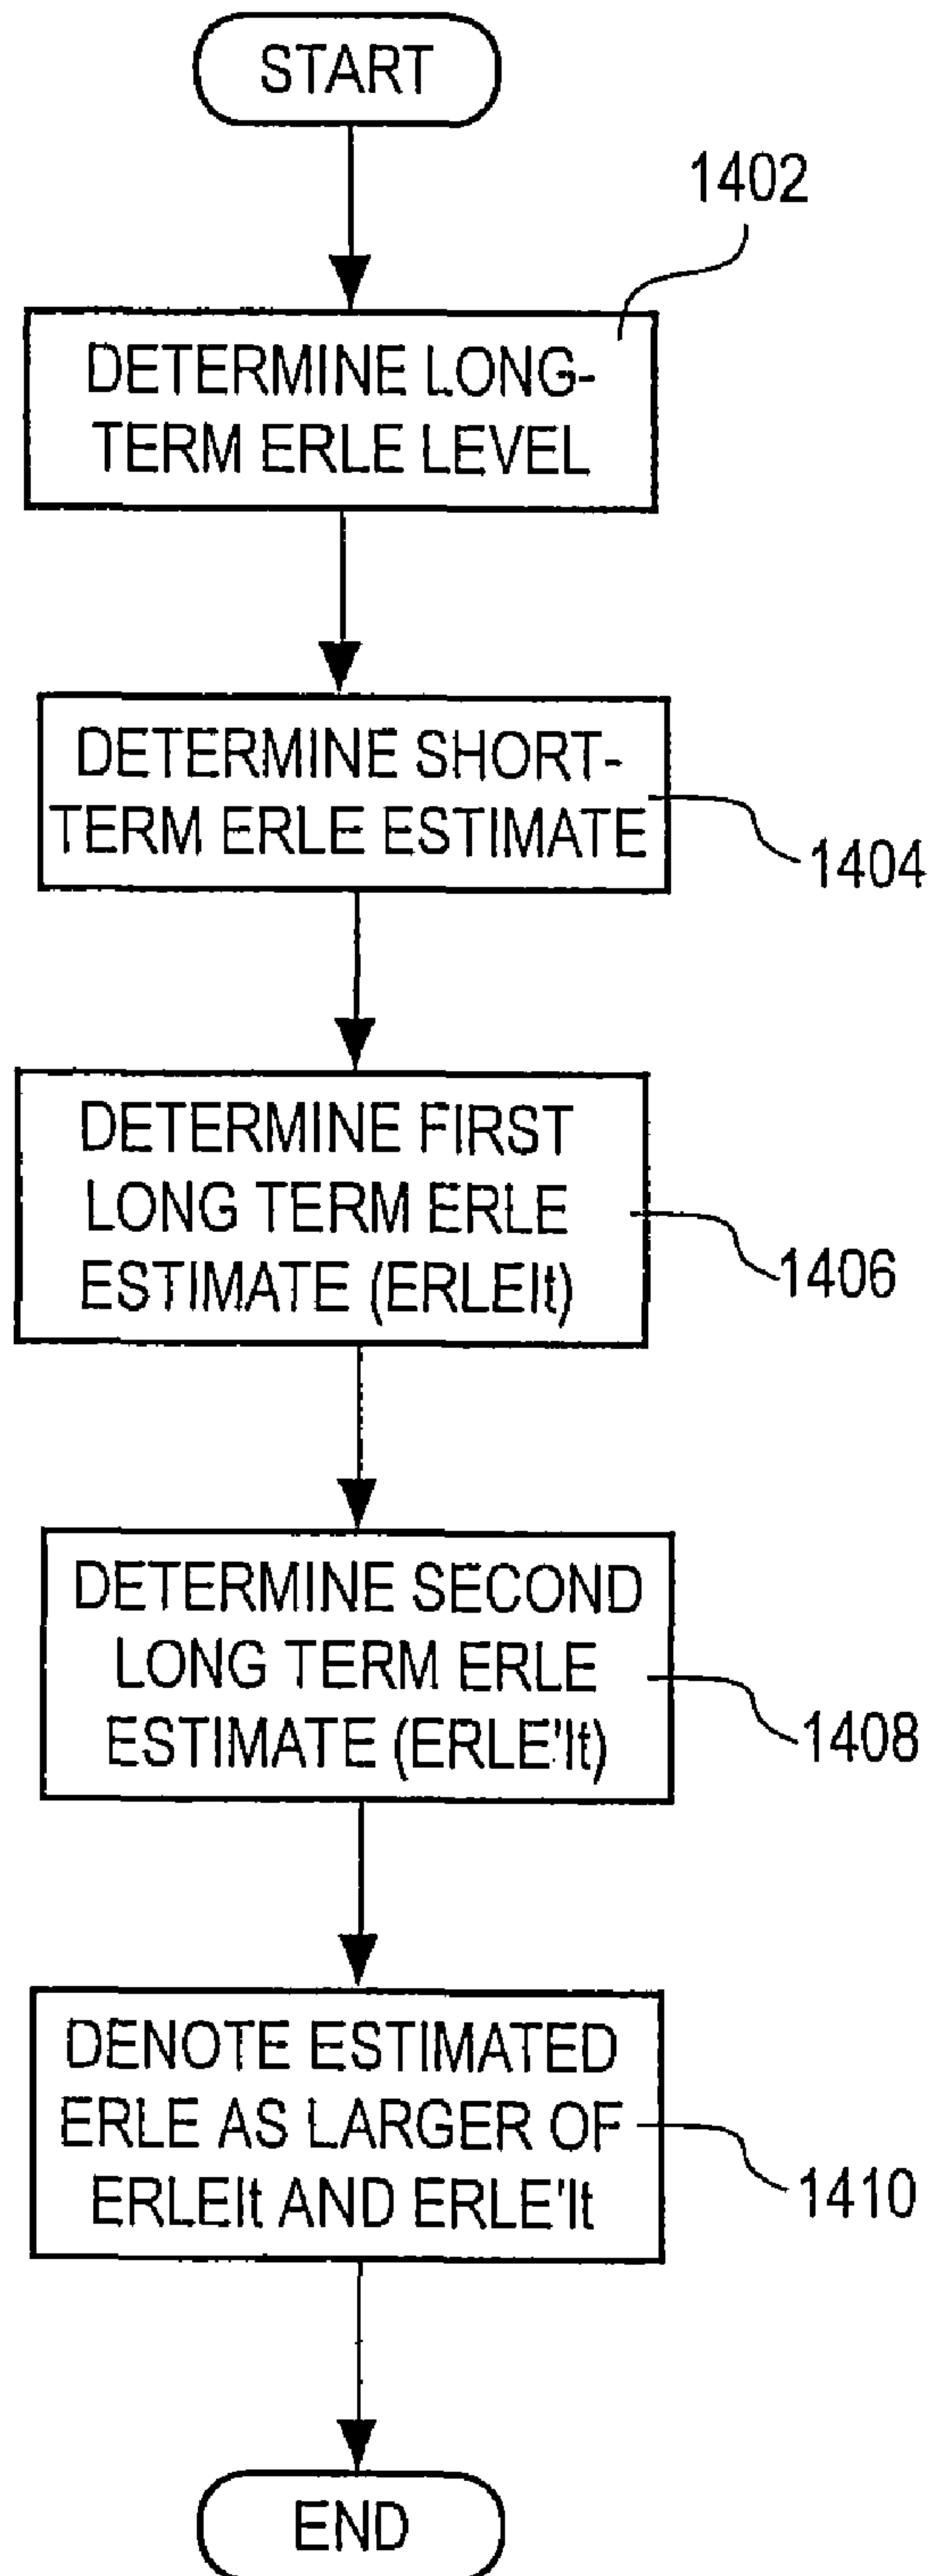 START
1402
DETERMINE LONG-
TERM ERLE LEVEL
DETERMINE SHORT-
TERM ERLE ESTIMATE
1404
DETERMINE FIRST
LONG TERM ERLE
ESTIMATE (ERLElt)
1406
DETERMINE SECOND
LONG TERM ERLE
ESTIMATE (ERLE'lt)
1408
DENOTE ESTIMATED
ERLE AS LARGER OF
ERLElt AND ERLE'lt
1410
END